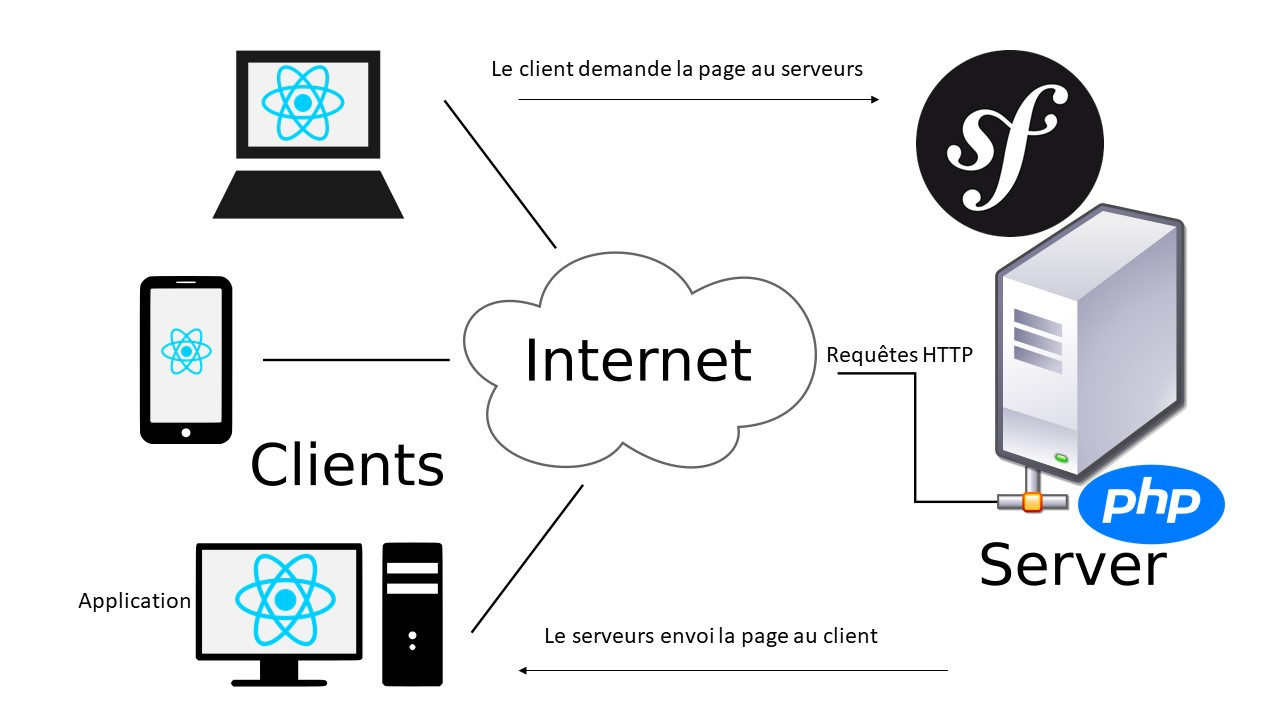 Le client demande la page au serveurs
sf
Internet
Requêtes HTTP
Clients
php
Server
Application
Le serveurs envoi la page au client